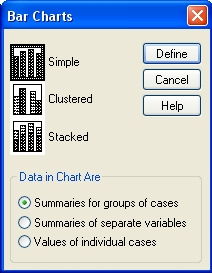 Bar Charts
Simple
Define
Cancel
Clustered
Help
Stacked
Data in Chart Are
Summaries for groups of cases
Summaries of separate variables
Values of individual cases